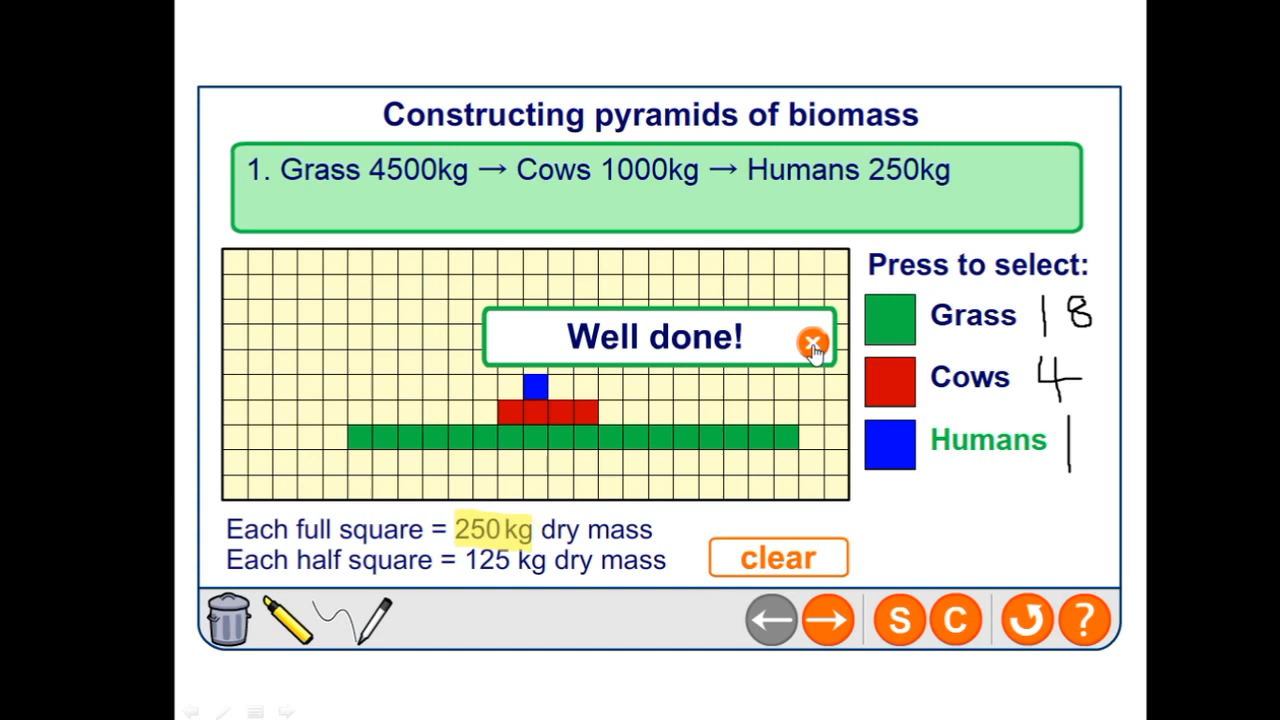 Constructing pyramids of biomass
1. Grass 4500kg → Cows 1000kg → Humans 250kg
Well done!
Press to select:
Grass 18
Cows 4
Humans 1
Each full square = 250 kg dry mass
Each half square = 125 kg dry mass
clear
S C ?